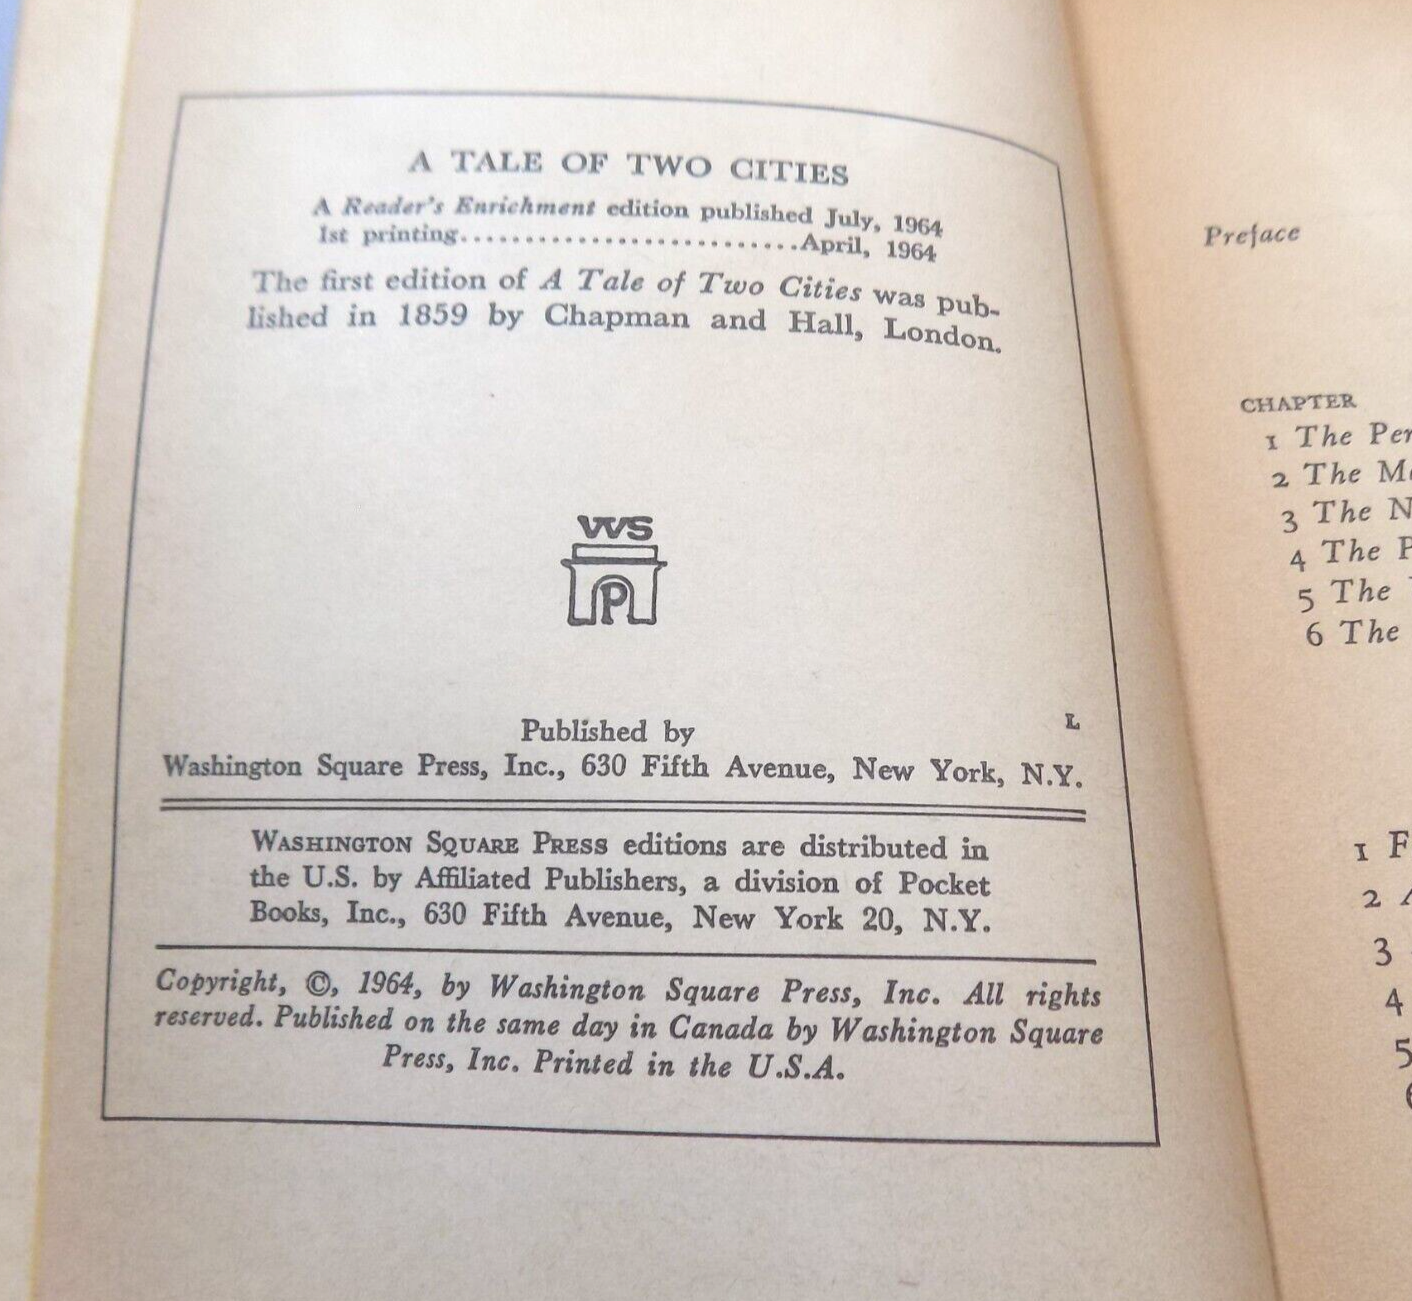 A TALE OF TWO CITIES
A Reader's Enrichment edition published July, 1964
1st printing..........................April, 1964
The first edition of A Tale of Two Cities was pub-
lished in 1859 by Chapman and Hall, London.
WS
P
L
Published by
Washington Square Press, Inc., 630 Fifth Avenue, New York, N.Y.
WASHINGTON SQUARE PRESS editions are distributed in
the U.S. by Affiliated Publishers, a division of Pocket
Books, Inc., 630 Fifth Avenue, New York 20, N.Y.
Copyright, ©, 1964, by Washington Square Press, Inc. All rights
reserved. Published on the same day in Canada by Washington Square
Press, Inc. Printed in the U.S.A.
Preface
CHAPTER
1 The
2 The
3 The
4 The
5 The
6 The
1
2
3
4
5